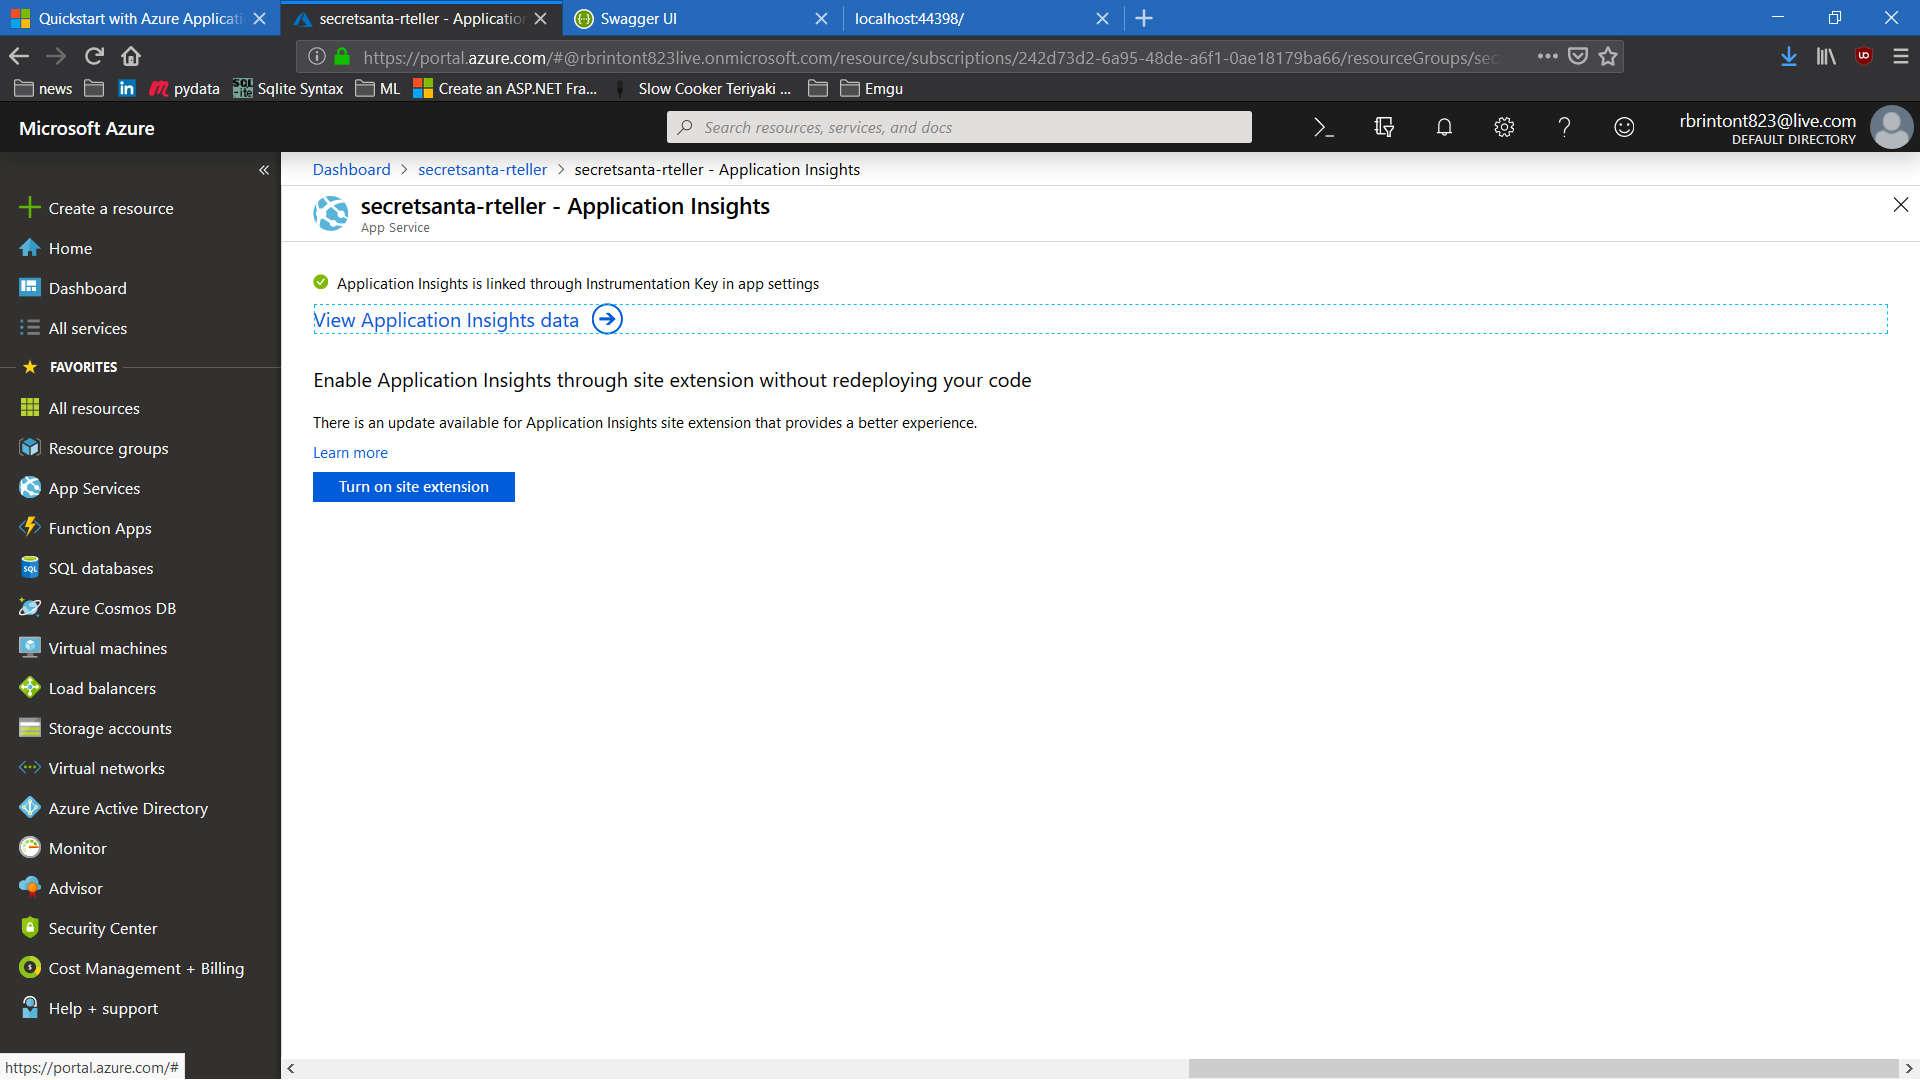 Quickstart with Azure Applicati
secretsanta-rteller - Application
Swagger UI
localhost:44398/
https://portal.azure.com/#@rbrintont823live.onmicrosoft.com/resource/subscriptions/242d73d2-6a95-48de-a6f1-0ae18179ba66/resourceGroups/sec
news
pydata
Sqlite Syntax
ML
Create an ASP.NET Fra...
Slow Cooker Teriyaki ...
Emgu
Microsoft Azure
Search resources, services, and docs
rbrintont823@live.com
DEFAULT DIRECTORY
Dashboard > secretsanta-rteller > secretsanta-rteller - Application Insights
secretsanta-rteller - Application Insights
App Service
Create a resource
Home
Dashboard
All services
FAVORITES
All resources
Resource groups
App Services
Function Apps
SQL databases
Azure Cosmos DB
Virtual machines
Load balancers
Storage accounts
Virtual networks
Azure Active Directory
Monitor
Advisor
Security Center
Cost Management + Billing
Help + support
Application Insights is linked through Instrumentation Key in app settings
View Application Insights data
Enable Application Insights through site extension without redeploying your code
There is an update available for Application Insights site extension that provides a better experience.
Learn more
Turn on site extension
https://portal.azure.com/#